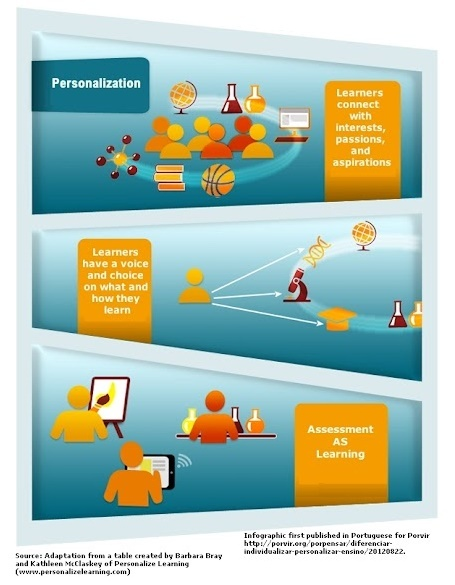 Personalization
Learners
connect
with
interests,
passions,
and
aspirations
Learners
have a voice
and choice
on what and
how they
learn
Assessment
AS
Learning
Infographic first published in Portuguese for Porvir
http://porvir.org/porpensar/diferenciar-
individualizar-personalizar-ensino/20120822.
Source: Adaptation from a table created by Barbara Bray
and Kathleen McClaskey of Personalize Learning
(www.personalizelearning.com)